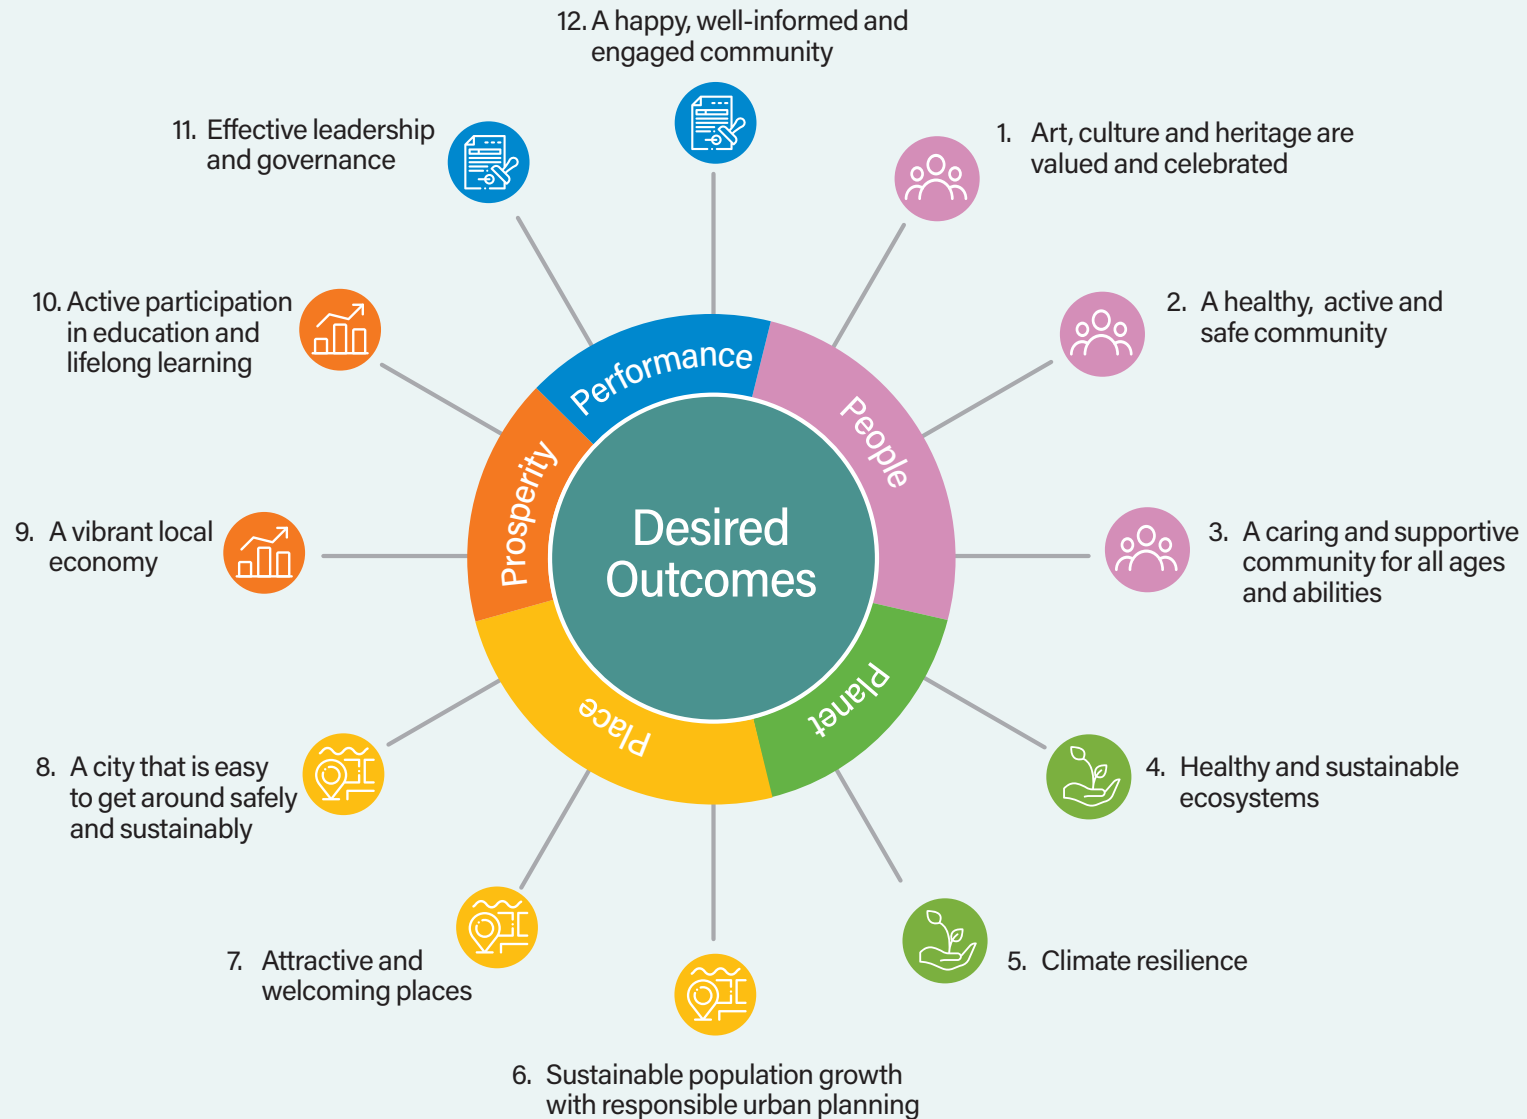 12. A happy, well-informed and
engaged community
1. Art, culture and heritage are
valued and celebrated
2. A healthy, active and
safe community
3. A caring and supportive
community for all ages
and abilities
4. Healthy and sustainable
ecosystems
5. Climate resilience
6. Sustainable population growth
with responsible urban planning
7. Attractive and
welcoming places
8. A city that is easy
to get around safely
and sustainably
9. A vibrant local
economy
10. Active participation
in education and
lifelong learning
11. Effective leadership
and governance
Performance
People
Planet
Place
Prosperity
Desired
Outcomes